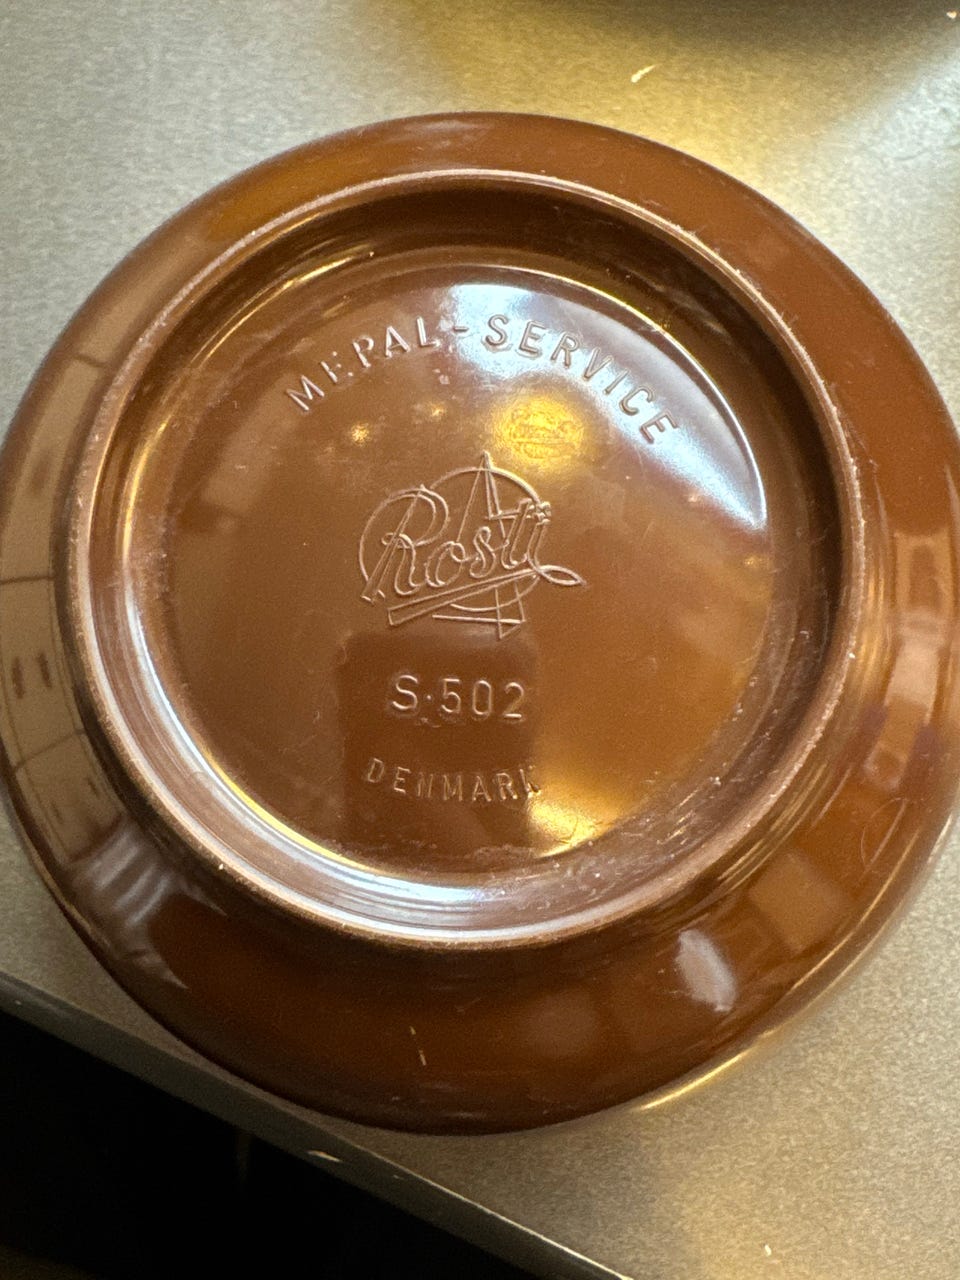 MEPAL-SERVICE
Rosti
S·502
DENMARK